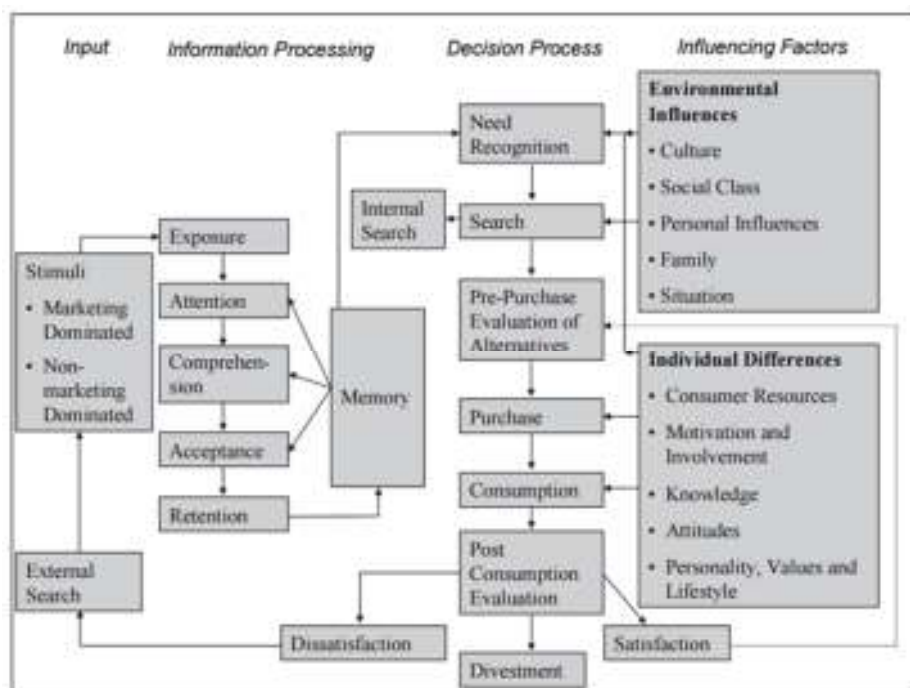 Input
Information Processing
Decision Process
Influencing Factors
Stimuli
• Marketing
Dominated
• Non-
marketing
Dominated
External
Search
Exposure
Attention
Comprehen-
sion
Acceptance
Retention
Memory
Internal
Search
Need
Recognition
Search
Pre-Purchase
Evaluation of
Alternatives
Purchase
Consumption
Post
Consumption
Evaluation
Dissatisfaction
Satisfaction
Divestment
Environmental
Influences
• Culture
• Social Class
• Personal Influences
• Family
• Situation
Individual Differences
• Consumer Resources
• Motivation and
Involvement
• Knowledge
• Attitudes
• Personality, Values and
Lifestyle